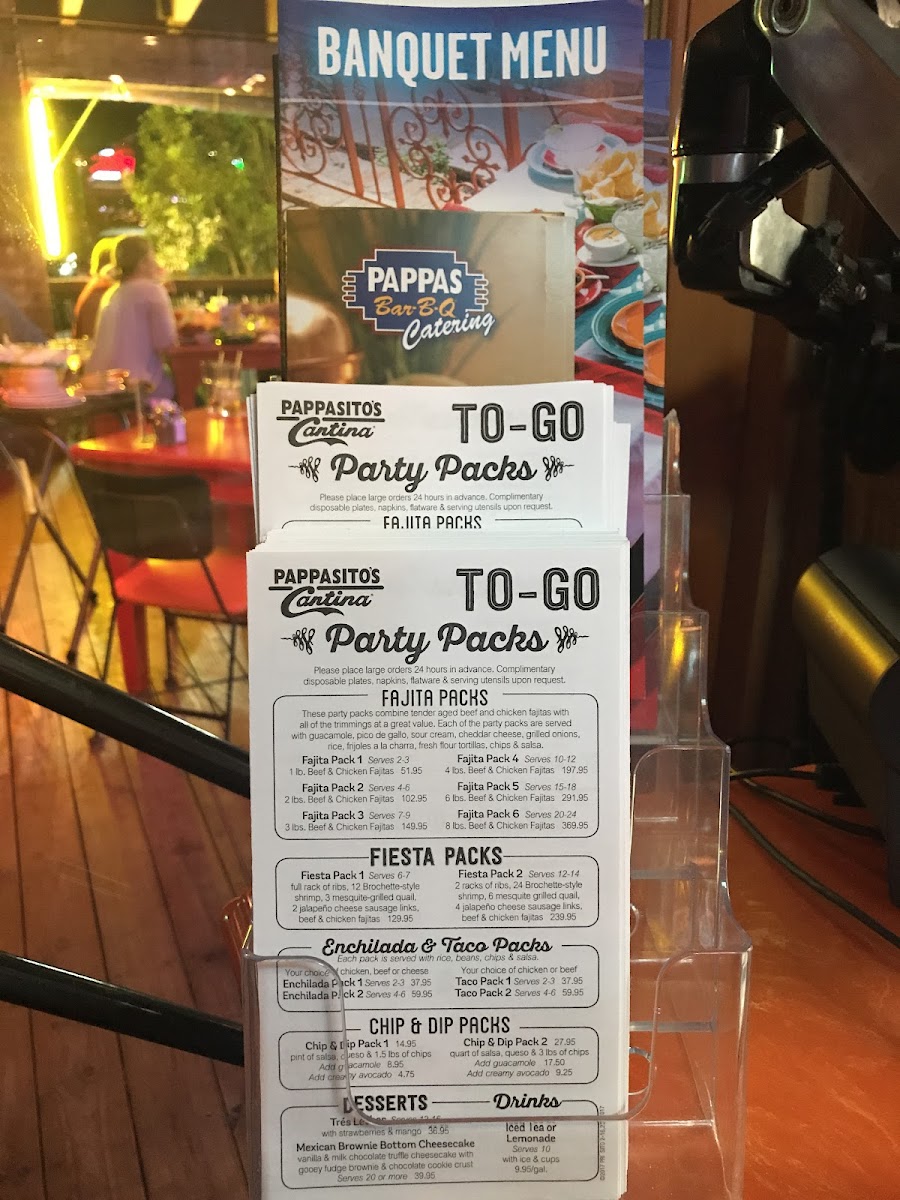 BANQUET MENU
PAPPAS
Bar-B-Q
Catering
PAPPASITO'S
Cantina
TO-GO
Party Packs
Please place large orders 24 hours in advance. Complimentary
disposable plates, napkins, flatware & serving utensils upon request.
FAJITA PACKS
PAPPASITO'S
Cantina
TO-GO
Party Packs
Please place large orders 24 hours in advance. Complimentary
disposable plates, napkins, flatware & serving utensils upon request.
FAJITA PACKS
These party packs combine tender aged beef and chicken fajitas with
all of the trimmings at a great value. Each of the party packs are served
with guacamole, pico de gallo, sour cream, cheddar cheese, grilled onions,
rice, frijoles a la charra, fresh flour tortillas, chips & salsa.
Fajita Pack 1 Serves 2-3
1 lb. Beef & Chicken Fajitas 51.95
Fajita Pack 2 Serves 4-6
2 lbs. Beef & Chicken Fajitas 102.95
Fajita Pack 3 Serves 7-9
3 lbs. Beef & Chicken Fajitas 149.95
Fajita Pack 4 Serves 10-12
4 lbs. Beef & Chicken Fajitas 197.95
Fajita Pack 5 Serves 15-18
6 lbs. Beef & Chicken Fajitas 291.95
Fajita Pack 6 Serves 20-24
8 lbs. Beef & Chicken Fajitas 369.95
FIESTA PACKS
Fiesta Pack 1 Serves 6-7
full rack of ribs, 12 Brochette-style
shrimp, 3 mesquite-grilled quail,
2 jalapeño cheese sausage links,
beef & chicken fajitas 129.95
Fiesta Pack 2 Serves 12-14
2 racks of ribs, 24 Brochette-style
shrimp, 6 mesquite grilled quail,
4 jalapeño cheese sausage links,
beef & chicken fajitas 239.95
Enchilada & Taco Packs
Each pack is served with rice, beans, chips & salsa.
Your choice of chicken, beef or cheese
Enchilada Pack 1 Serves 2-3 37.95
Enchilada Pack 2 Serves 4-6 59.95
Your choice of chicken or beef
Taco Pack 1 Serves 2-3 37.95
Taco Pack 2 Serves 4-6 59.95
CHIP & DIP PACKS
Chip & Dip Pack 1 14.95
pint of salsa, queso & 1.5 lbs of chips
Add guacamole 8.95
Add creamy avocado 4.75
Chip & Dip Pack 2 27.95
quart of salsa, queso & 3 lbs of chips
Add guacamole 17.50
Add creamy avocado 9.25
DESSERTS
Trés Leches Serves 12-16
with strawberries & mango 36.95
Mexican Brownie Bottom Cheesecake
vanilla & milk chocolate truffle cheesecake with
gooey fudge brownie & chocolate cookie crust
Serves 20 or more 39.95
Drinks
Iced Tea or
Lemonade
Serves 10
with ice & cups
9.95/gal.